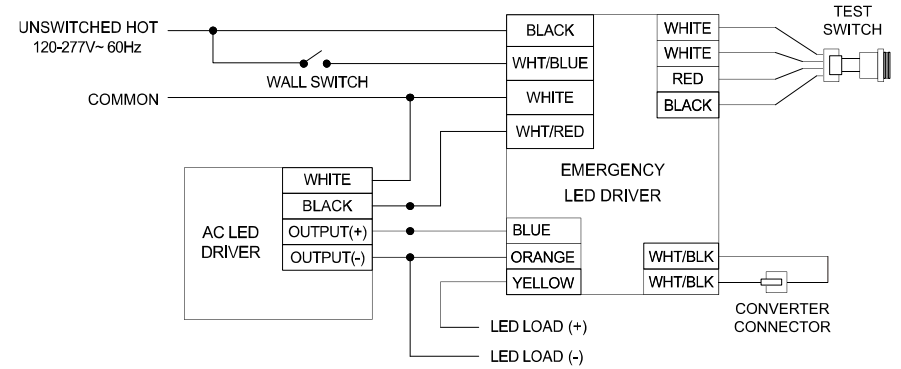 UNSWITCHED HOT
120-277V~ 60Hz
WALL SWITCH
COMMON
BLACK
WHT/BLUE
WHITE
WHT/RED
WHITE
WHITE
RED
BLACK
TEST
SWITCH
EMERGENCY
LED DRIVER
AC LED
DRIVER
WHITE
BLACK
OUTPUT(+)
OUTPUT(-)
BLUE
ORANGE
YELLOW
WHT/BLK
WHT/BLK
CONVERTER
CONNECTOR
LED LOAD (+)
LED LOAD (-)